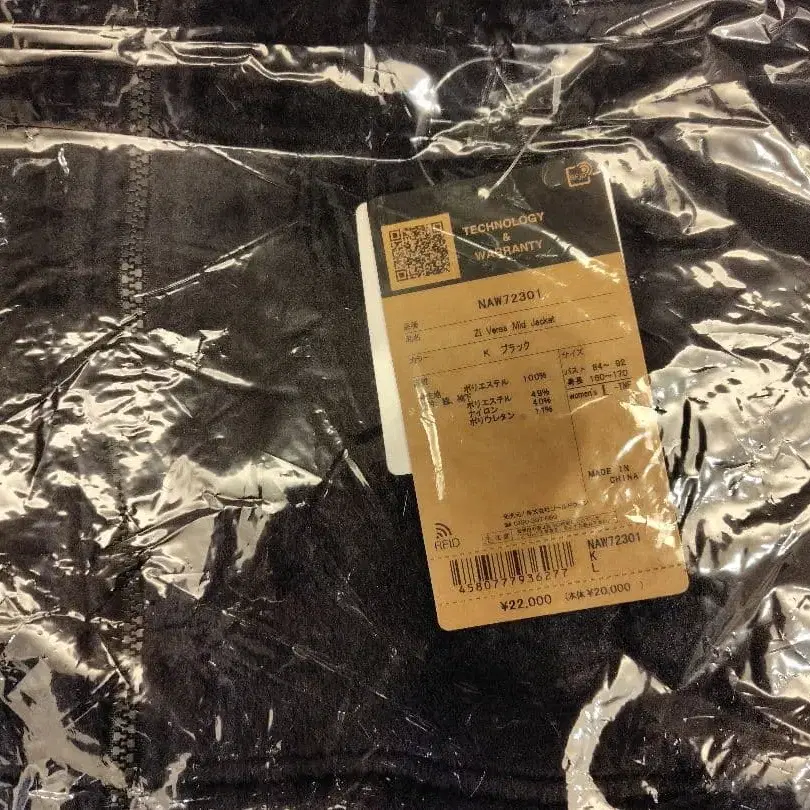 TECHNOLOGY
&
WARRANTY
NAW72301
品名 ZI Versa Mid Jacket
カラー K ブラック
サイズ
バスト 84～ 92
身長 160～170
Women's L
ポリエステル 100%
ポリエステル 49%
ナイロン 40%
ポリウレタン 11%
MADE IN
CHINA
RFID
NAW72301
K
L
4580777936277
¥22,000 (本体 ¥20,000 )